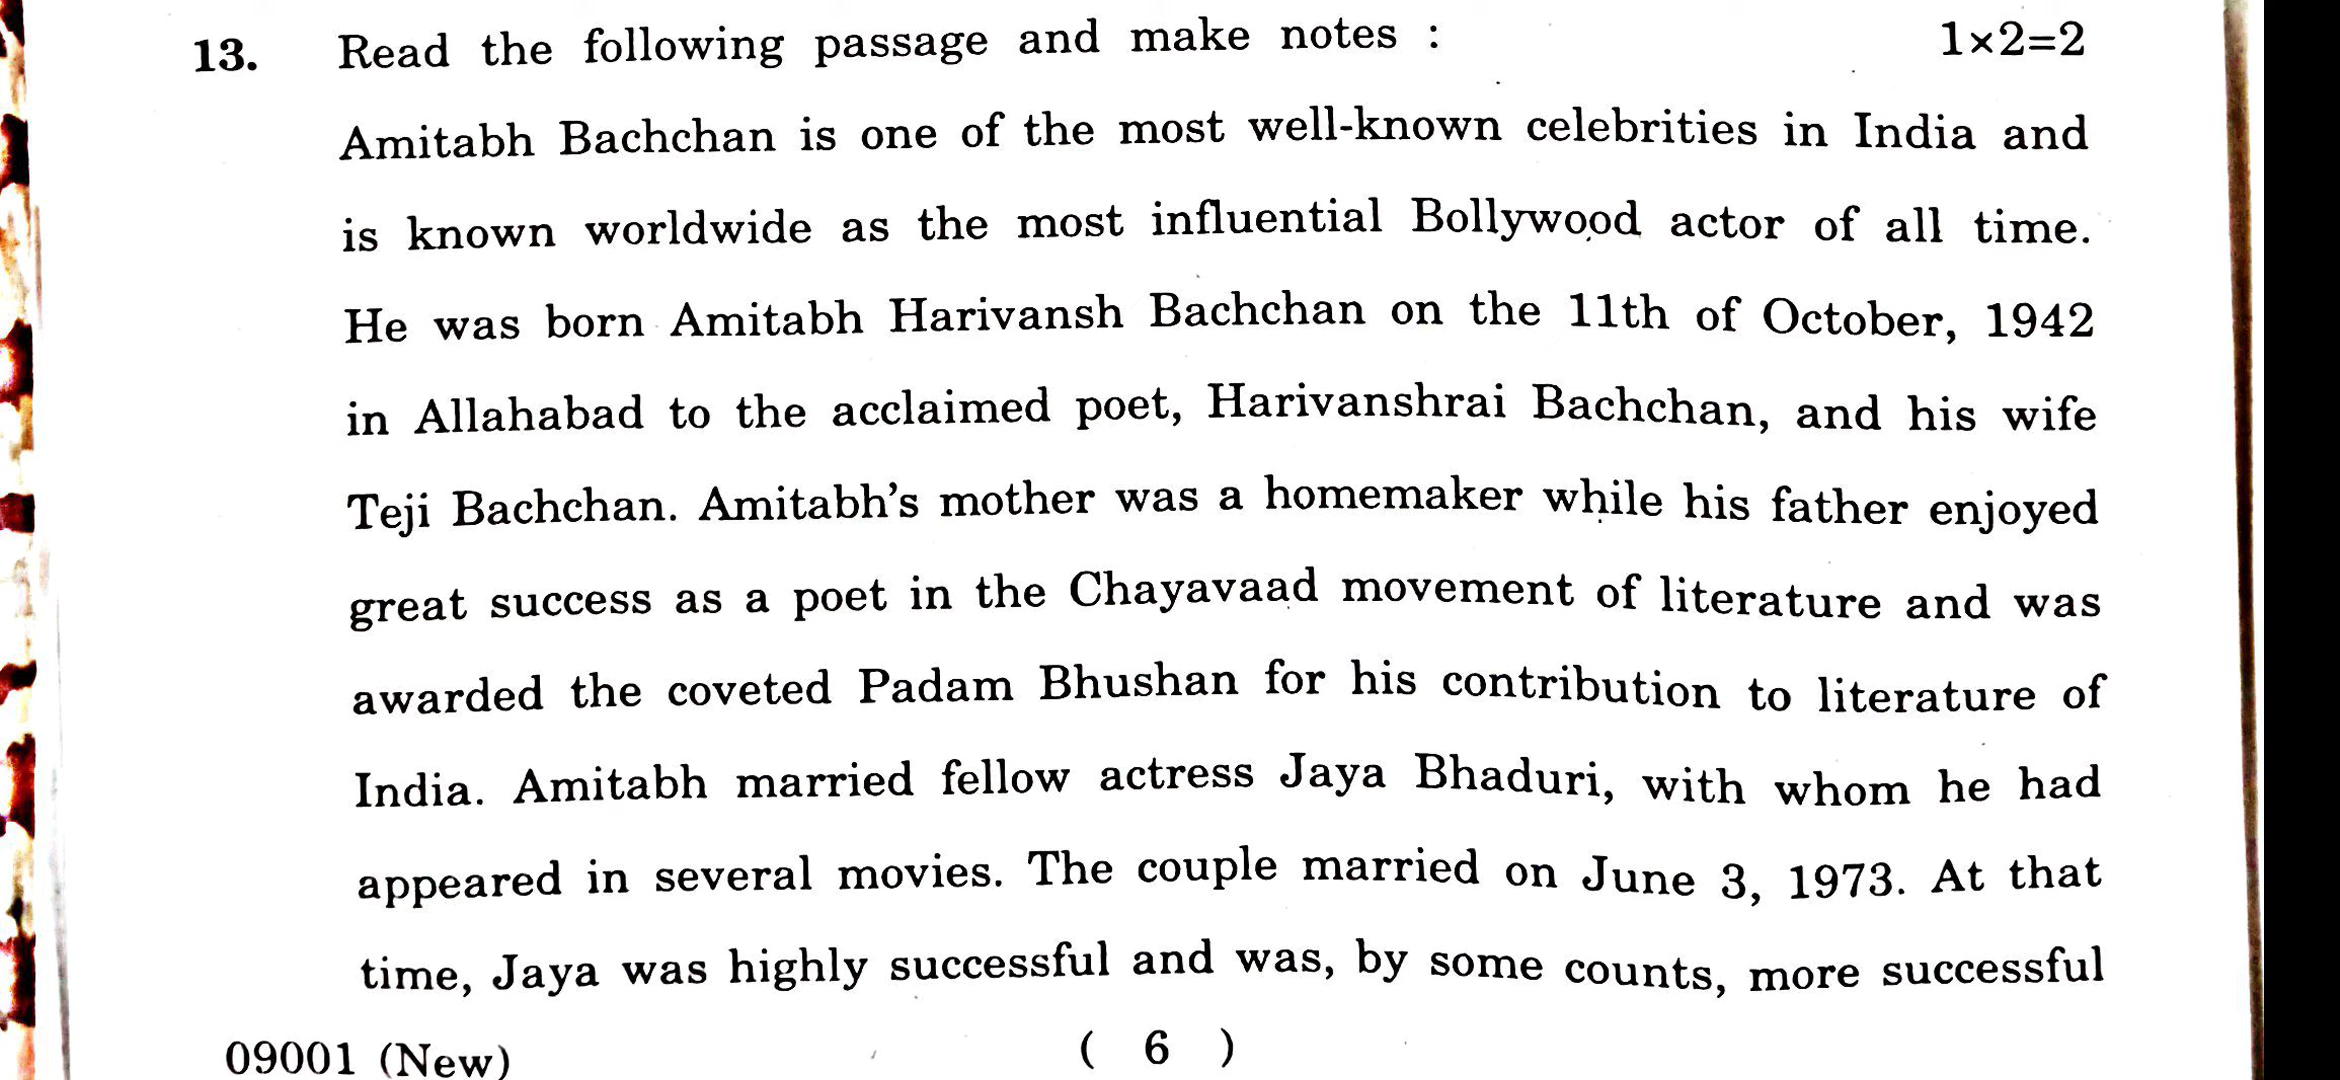 13. Read the following passage and make notes : 1×2=2
Amitabh Bachchan is one of the most well-known celebrities in India and
is known worldwide as the most influential Bollywood actor of all time.
He was born Amitabh Harivansh Bachchan on the 11th of October, 1942
in Allahabad to the acclaimed poet, Harivanshrai Bachchan, and his wife
Teji Bachchan. Amitabh's mother was a homemaker while his father enjoyed
great success as a poet in the Chayavaad movement of literature and was
awarded the coveted Padam Bhushan for his contribution to literature of
India. Amitabh married fellow actress Jaya Bhaduri, with whom he had
appeared in several movies. The couple married on June 3, 1973. At that
time, Jaya was highly successful and was, by some counts, more successful
09001 (New) ( 6 )